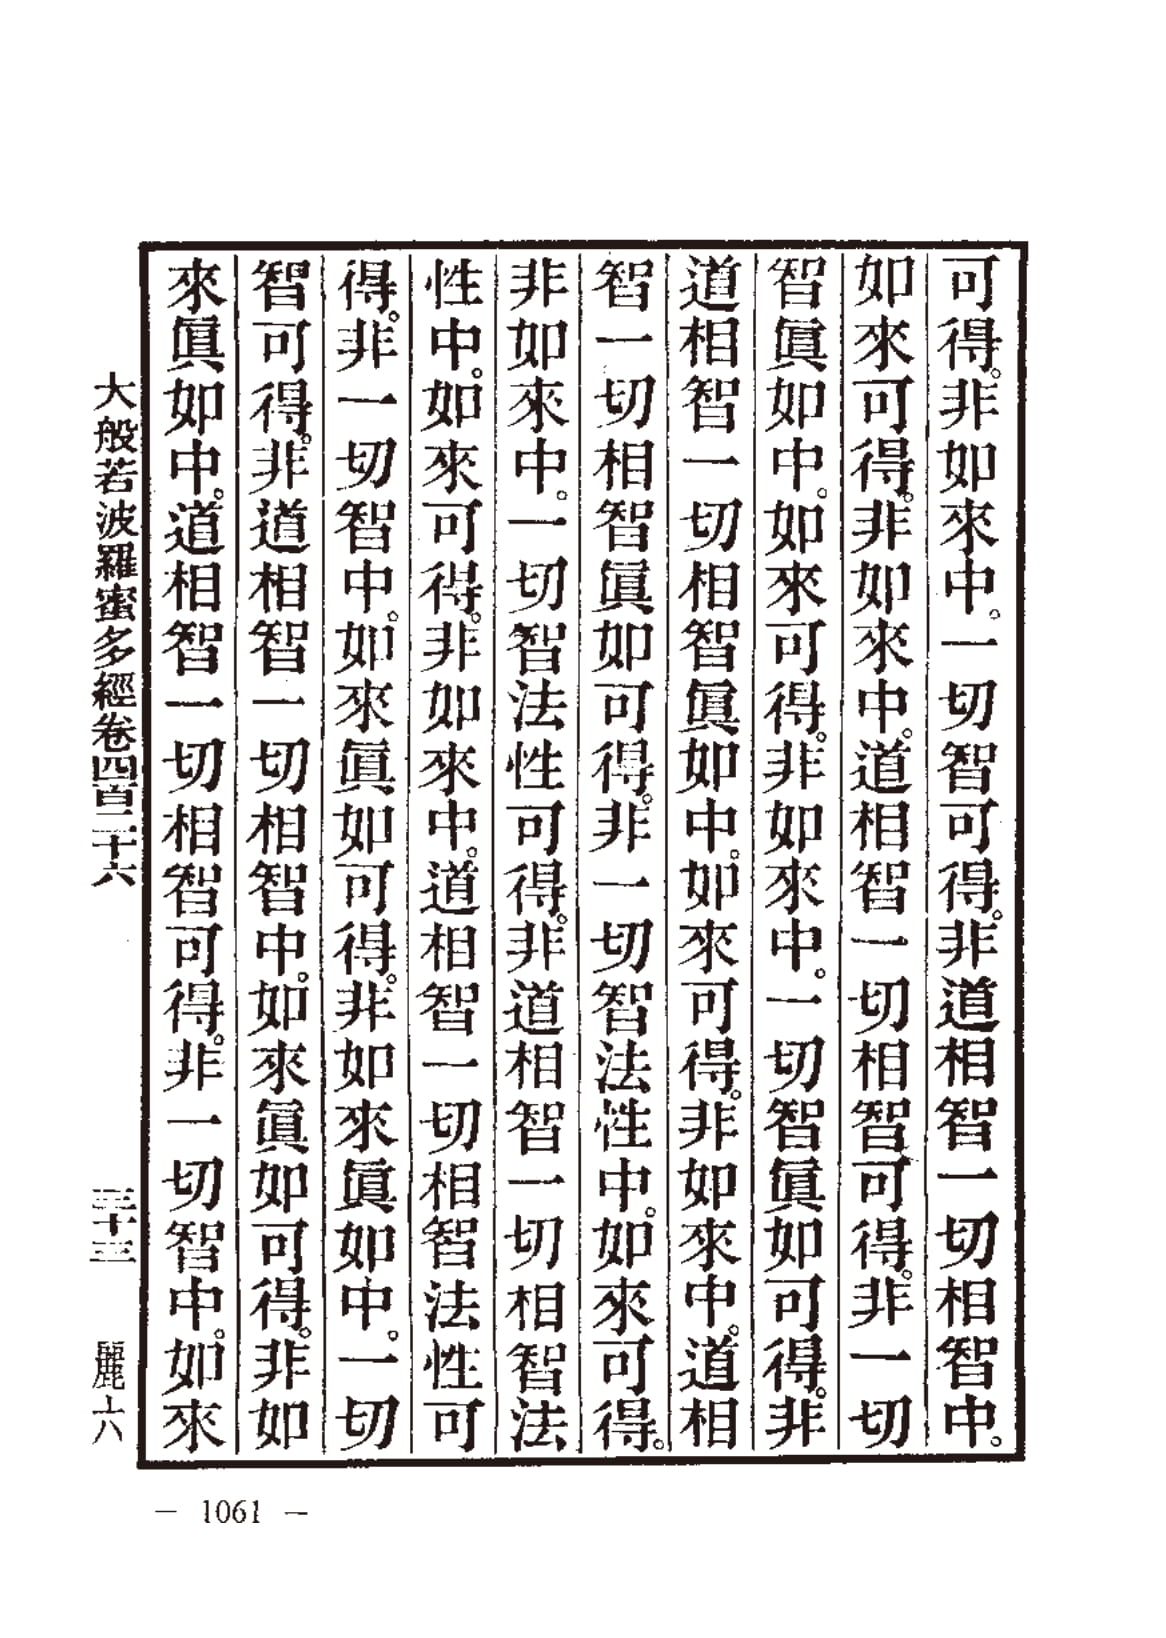 可得。非如來中。一切智可得。非道相智一切相智中。
如來可得。非如來中。道相智一切相智可得。非一切
智眞如中。如來可得。非如來中。一切智眞如可得。非
道相智一切相智眞如中。如來可得。非如來中。道相
智一切相智眞如可得。非一切智法性中。如來可得。
非如來中。一切智法性可得。非道相智一切相智法
性中。如來可得。非如來中。道相智一切相智法性可
得。非一切智中。如來眞如可得。非如來眞如中。一切
智可得。非道相智一切相智中。如來眞如可得。非如
來眞如中。道相智一切相智可得。非一切智中。如來
大般若波羅蜜多經卷四百二十六
三十三
麗六
— 1061 —